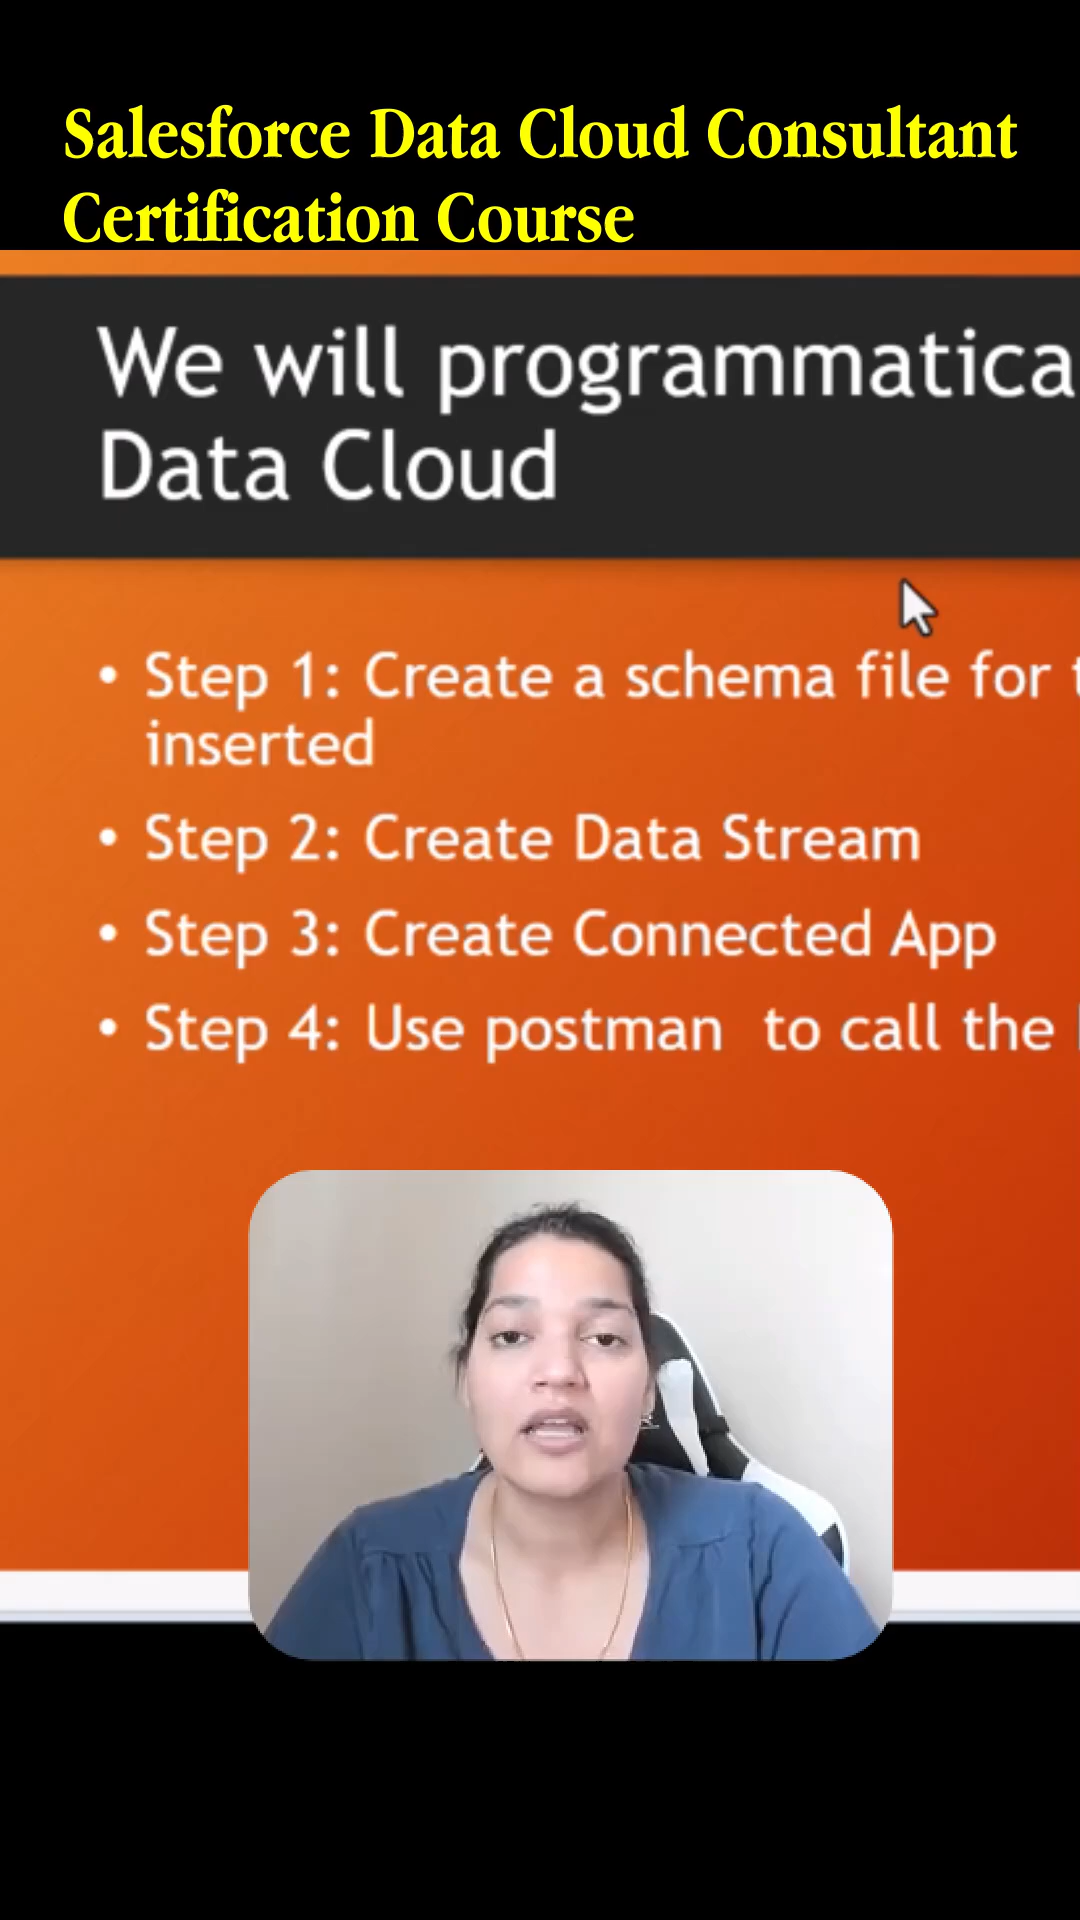 Salesforce Data Cloud Consultant
Certification Course
We will programmatica
Data Cloud
• Step 1: Create a schema file for
inserted
• Step 2: Create Data Stream
• Step 3: Create Connected App
• Step 4: Use postman to call the